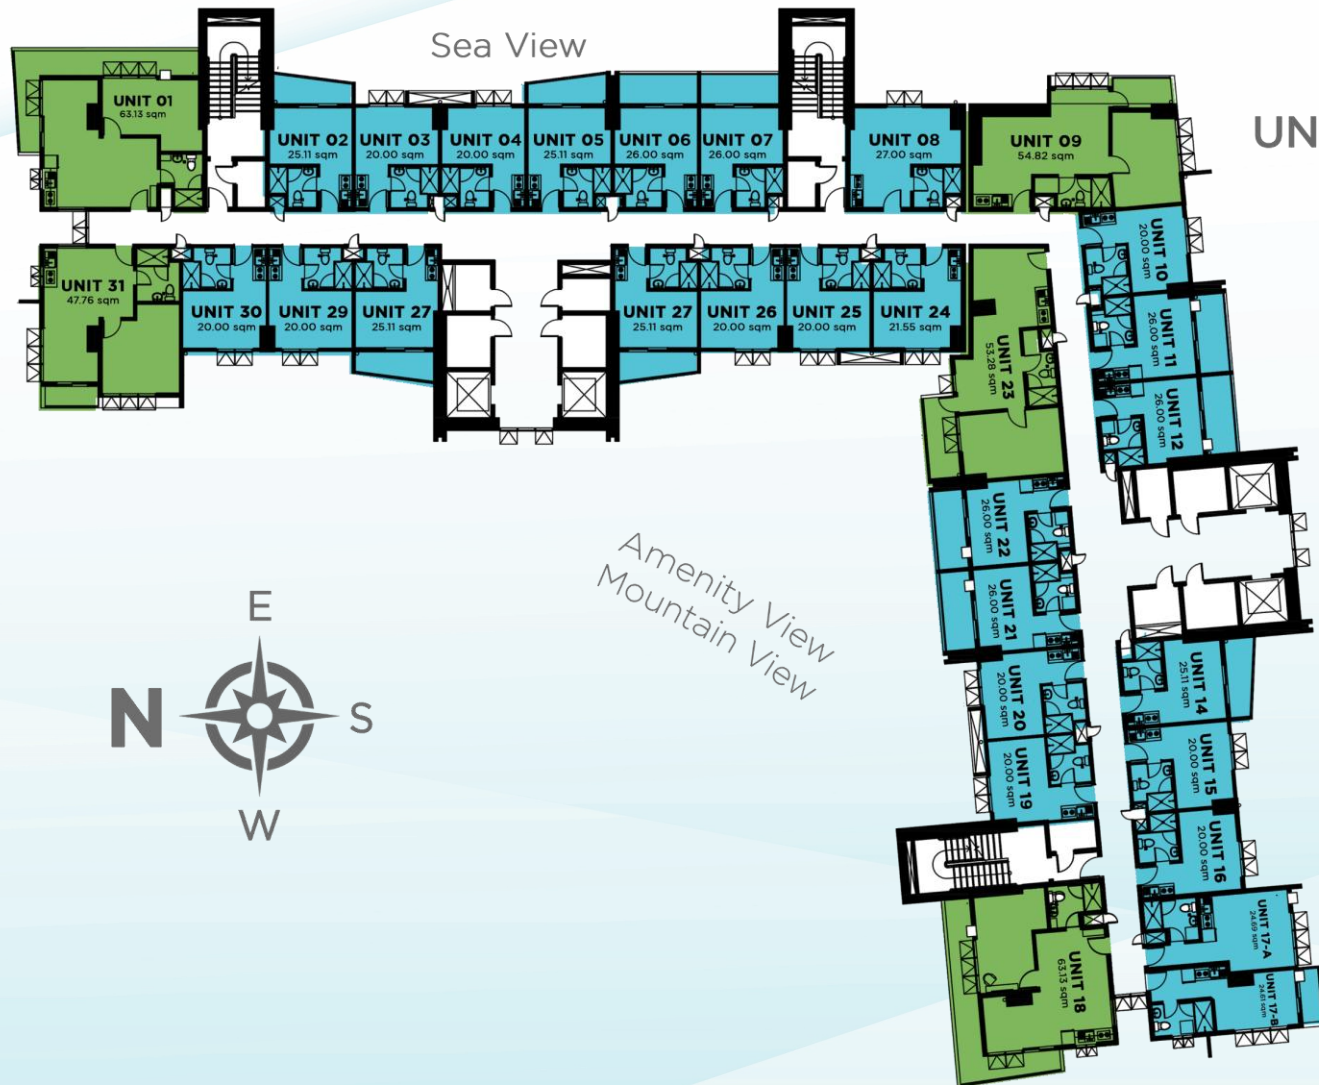 Sea View
UN
UNIT 01
63.13 sqm
UNIT 02
25.11 sqm
UNIT 03
20.00 sqm
UNIT 04
20.00 sqm
UNIT 05
25.11 sqm
UNIT 06
26.00 sqm
UNIT 07
26.00 sqm
UNIT 08
27.00 sqm
UNIT 09
54.82 sqm
UNIT 10
20.00 sqm
UNIT 11
26.00 sqm
UNIT 12
26.00 sqm
UNIT 31
47.76 sqm
UNIT 30
20.00 sqm
UNIT 29
20.00 sqm
UNIT 27
25.11 sqm
UNIT 27
25.11 sqm
UNIT 26
20.00 sqm
UNIT 25
20.00 sqm
UNIT 24
21.55 sqm
UNIT 23
53.28 sqm
UNIT 22
26.00 sqm
UNIT 21
26.00 sqm
UNIT 20
20.00 sqm
UNIT 19
20.00 sqm
UNIT 14
25.11 sqm
UNIT 15
20.00 sqm
UNIT 16
20.00 sqm
UNIT 17-A
24.69 sqm
UNIT 17-B
24.61 sqm
UNIT 18
63.13 sqm
Amenity View
Mountain View
E
N
S
W